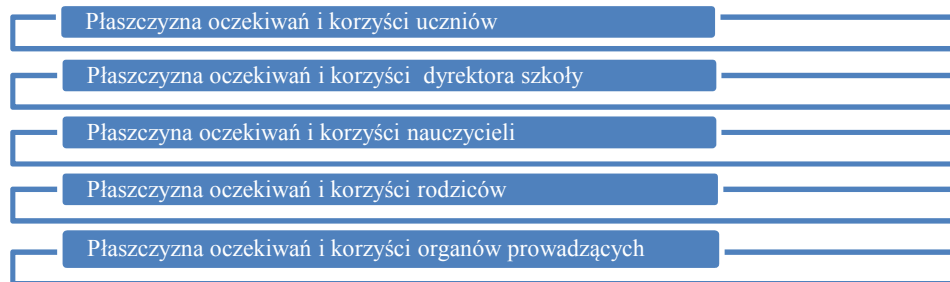 Płaszczyzna oczekiwań i korzyści uczniów
Płaszczyzna oczekiwań i korzyści dyrektora szkoły
Płaszczyna oczekiwań i korzyści nauczycieli
Płaszczyzna oczekiwań i korzyści rodziców
Płaszczyzna oczekiwań i korzyści organów prowadzących